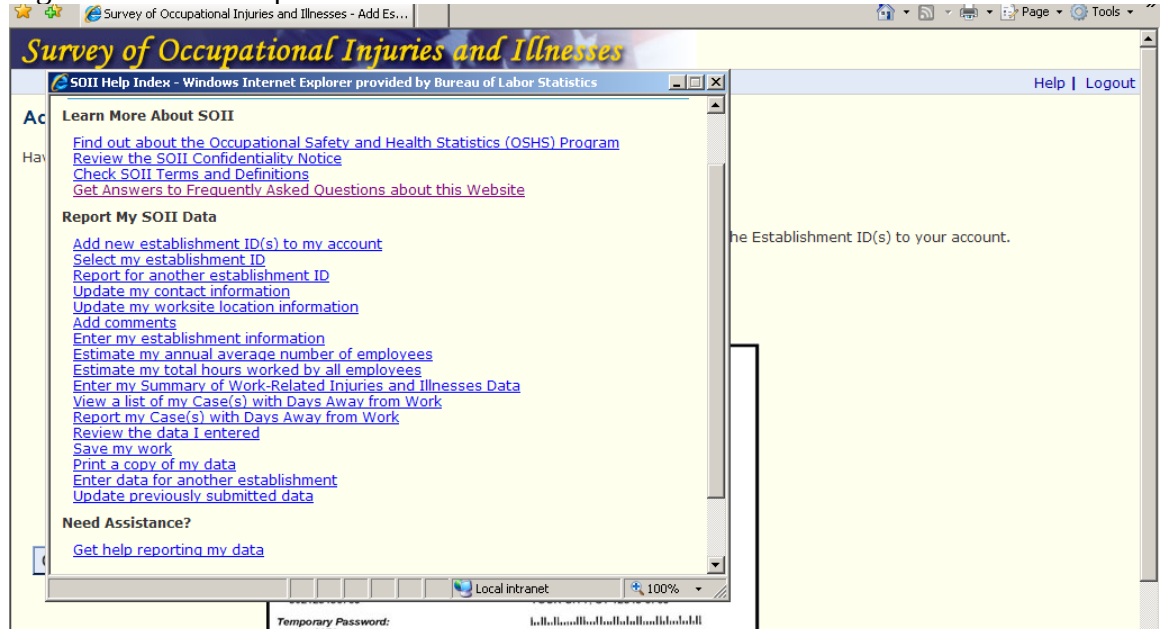 Survey of Occupational Injuries and Illnesses - Add Es...
Page
Tools
Survey of Occupational Injuries and Illnesses
Help | Logout
SOII Help Index - Windows Internet Explorer provided by Bureau of Labor Statistics
Learn More About SOII
Find out about the Occupational Safety and Health Statistics (OSHS) Program
Review the SOII Confidentiality Notice
Check SOII Terms and Definitions
Get Answers to Frequently Asked Questions about this Website
Report My SOII Data
Add new establishment ID(s) to my account
he Establishment ID(s) to your account.
Select my establishment ID
Report for another establishment ID
Update my contact information
Update my worksite location information
Add comments
Enter my establishment information
Estimate my annual average number of employees
Estimate my total hours worked by all employees
Enter my Summary of Work-Related Injuries and Illnesses Data
View a list of my Case(s) with Days Away from Work
Report my Case(s) with Days Away from Work
Review the data I entered
Save my work
Print a copy of my data
Enter data for another establishment
Update previously submitted data
Need Assistance?
Get help reporting my data
Local intranet
100%
Temporary Password: